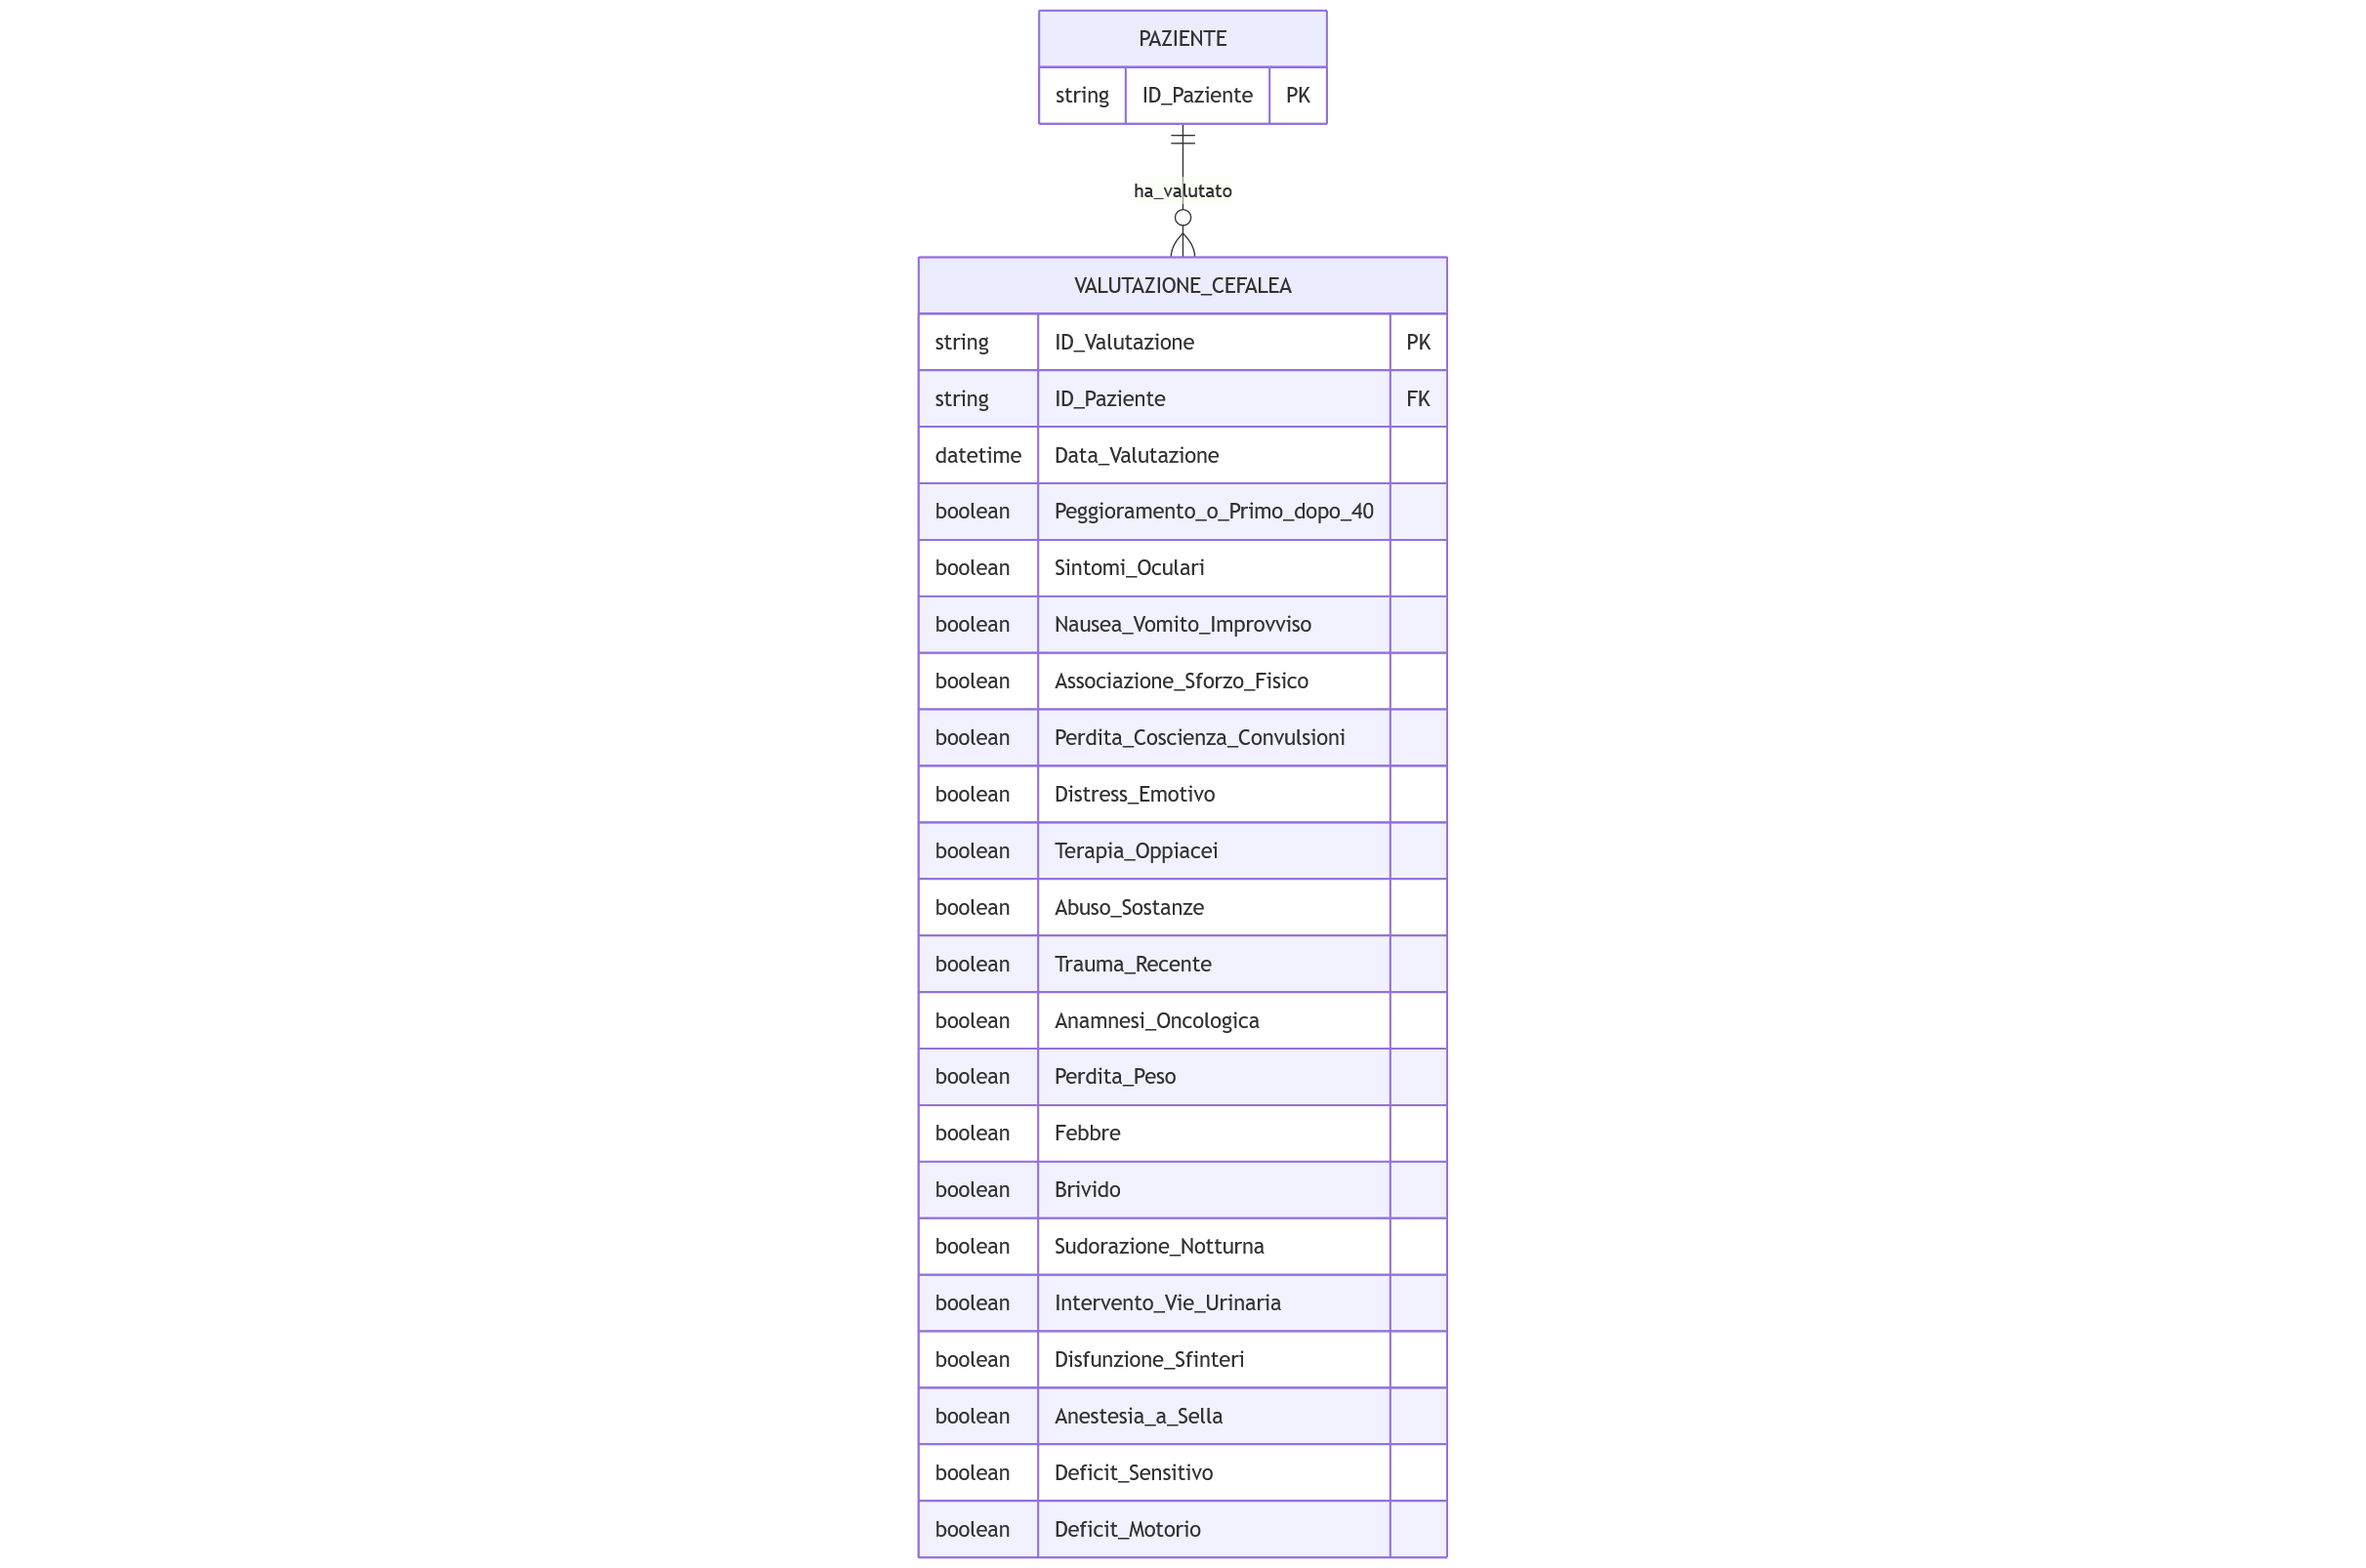 PAZIENTE
string ID_Paziente PK
ha_valutato
VALUTAZIONE_CEFALEA
string ID_Valutazione PK
string ID_Paziente FK
datetime Data_Valutazione
boolean Peggioramento_o_Primo_dopo_40
boolean Sintomi_Oculari
boolean Nausea_Vomito_Improvviso
boolean Associazione_Sforzo_Fisico
boolean Perdita_Coscienza_Convulsioni
boolean Distress_Emotivo
boolean Terapia_Oppiacei
boolean Abuso_Sostanze
boolean Trauma_Recente
boolean Anamnesi_Oncologica
boolean Perdita_Peso
boolean Febbre
boolean Brivido
boolean Sudorazione_Notturna
boolean Intervento_Vie_Urinaria
boolean Disfunzione_Sfinteri
boolean Anestesia_a_Sella
boolean Deficit_Sensitivo
boolean Deficit_Motorio